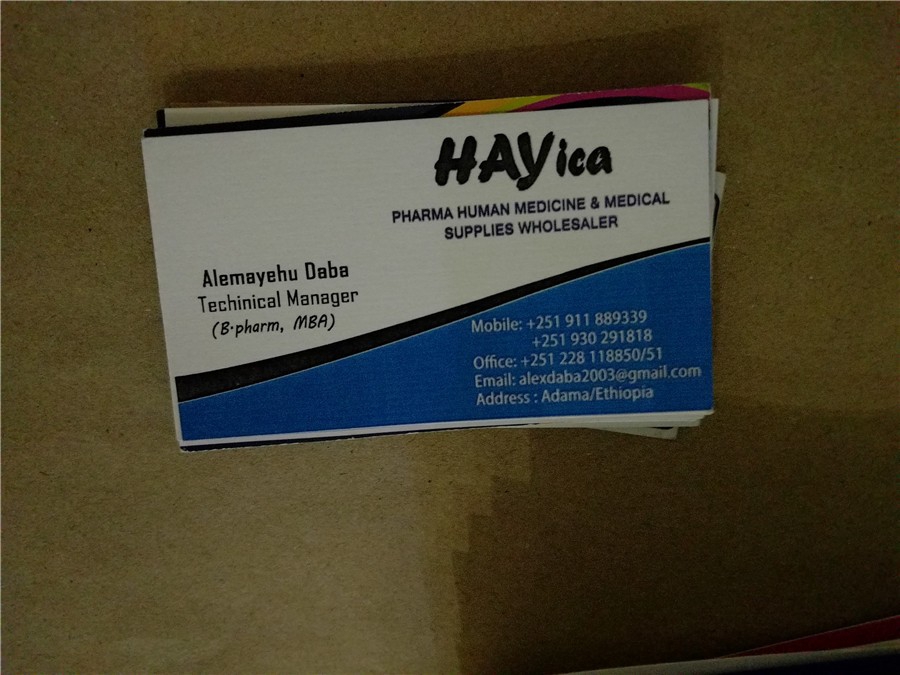 HAYica
PHARMA HUMAN MEDICINE & MEDICAL
SUPPLIES WHOLESALER
Alemayehu Daba
Techinical Manager
(B.pharm, MBA)
Mobile: +251 911 889339
+251 930 291818
Office: +251 228 118850/51
Email: alexdaba2003@gmail.com
Address : Adama/Ethiopia